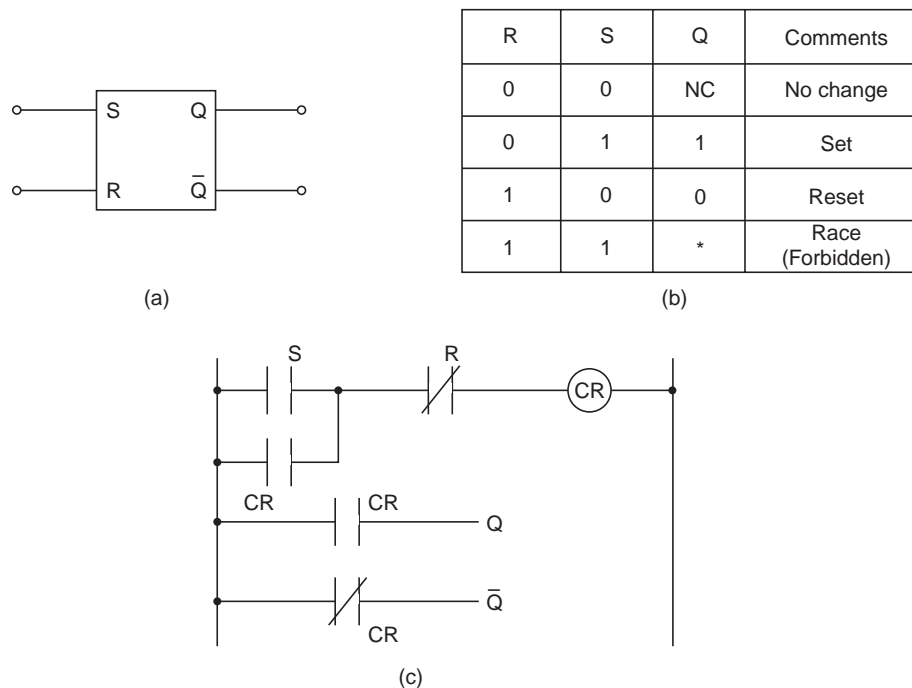 S Q
R Q̅
(a)
R S Q Comments
0 0 NC No change
0 1 1 Set
1 0 0 Reset
1 1 * Race
(Forbidden)
(b)
S R
CR
CR CR
Q
Q̅
CR
(c)